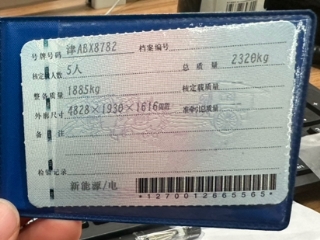 号牌号码 津ABX8782 档案编号
核定载人数 5人 总质量 2320kg
整备质量 1885kg 核定载质量
外廓尺寸 4828×1930×1616mm 准牵引总质量
备注
检验记录
新能源/电
*1270012865565*